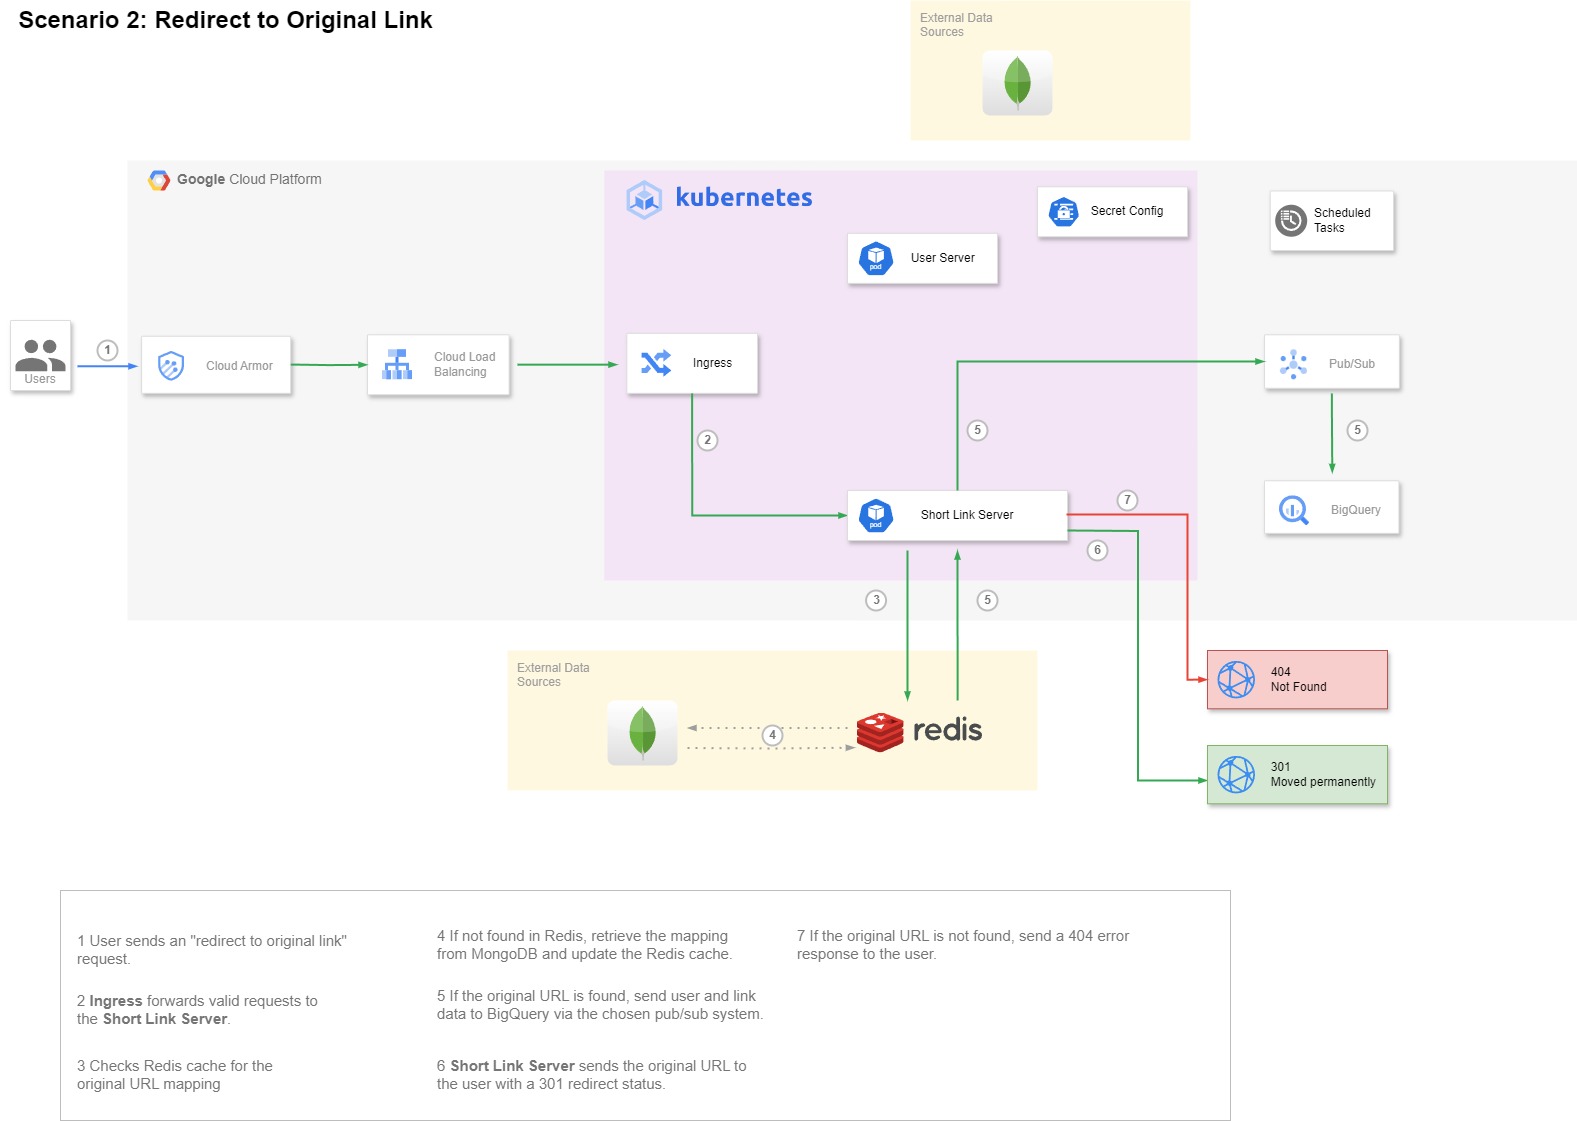 Scenario 2: Redirect to Original Link
External Data
Sources
Google Cloud Platform
kubernetes
Secret Config
Scheduled
Tasks
pod
User Server
Users
1
Cloud Armor
Cloud Load
Balancing
Ingress
Pub/Sub
2
5
5
pod
Short Link Server
7
6
BigQuery
3
5
External Data
Sources
4
redis
404
Not Found
301
Moved permanently
1 User sends an "redirect to original link"
request.
2 Ingress forwards valid requests to
the Short Link Server.
3 Checks Redis cache for the
original URL mapping
4 If not found in Redis, retrieve the mapping
from MongoDB and update the Redis cache.
5 If the original URL is found, send user and link
data to BigQuery via the chosen pub/sub system.
6 Short Link Server sends the original URL to
the user with a 301 redirect status.
7 If the original URL is not found, send a 404 error
response to the user.